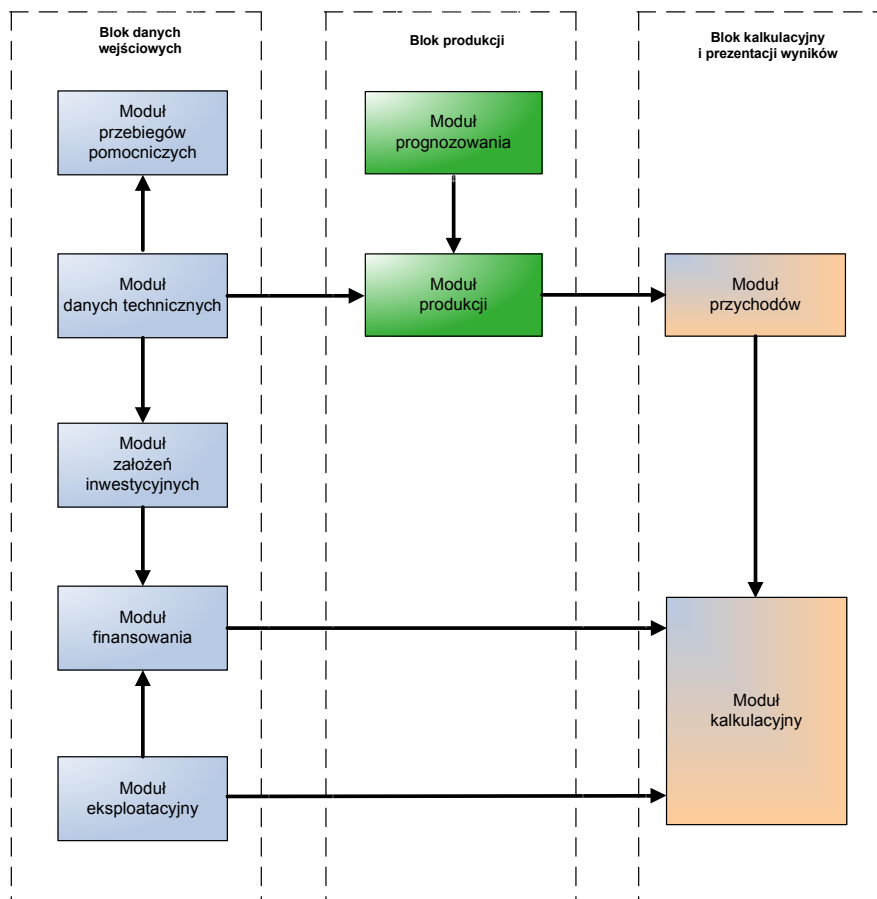 Blok danych
wejściowych
Blok produkcji
Blok kalkulacyjny
i prezentacji wyników
Moduł
przebiegów
pomocniczych
Moduł
prognozowania
Moduł
danych technicznych
Moduł
produkcji
Moduł
przychodów
Moduł
założeń
inwestycyjnych
Moduł
finansowania
Moduł
kalkulacyjny
Moduł
eksploatacyjny